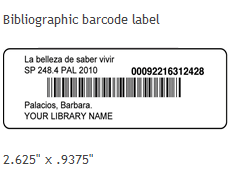 Bibliographic barcode label
La belleza de saber vivir
SP 248.4 PAL 2010 00092216312428
Palacios, Barbara.
YOUR LIBRARY NAME
2.625" x .9375"